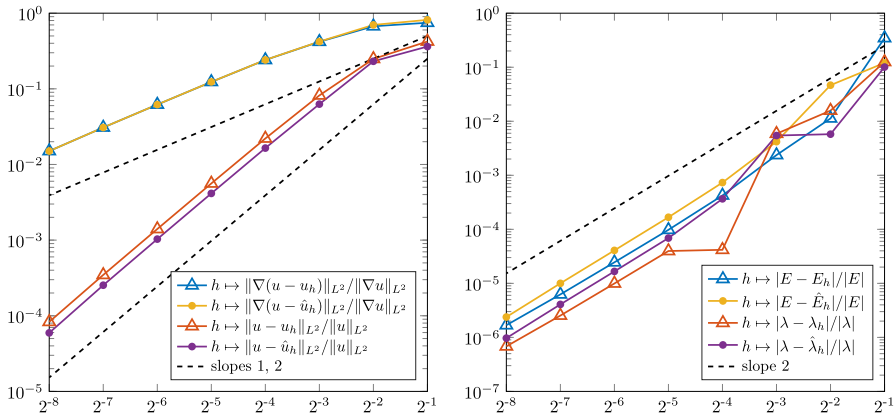 10^0
10^-1
10^-2
10^-3
10^-4
10^-5
2^-8 2^-7 2^-6 2^-5 2^-4 2^-3 2^-2 2^-1
h ↦ ‖∇(u − u_h)‖_{L^2}/‖∇u‖_{L^2}
h ↦ ‖∇(u − û_h)‖_{L^2}/‖∇u‖_{L^2}
h ↦ ‖u − u_h‖_{L^2}/‖u‖_{L^2}
h ↦ ‖u − û_h‖_{L^2}/‖u‖_{L^2}
slopes 1, 2
10^0
10^-1
10^-2
10^-3
10^-4
10^-5
10^-6
10^-7
2^-8 2^-7 2^-6 2^-5 2^-4 2^-3 2^-2 2^-1
h ↦ |E − E_h|/|E|
h ↦ |E − Ê_h|/|E|
h ↦ |λ − λ_h|/|λ|
h ↦ |λ − λ̂_h|/|λ|
slope 2